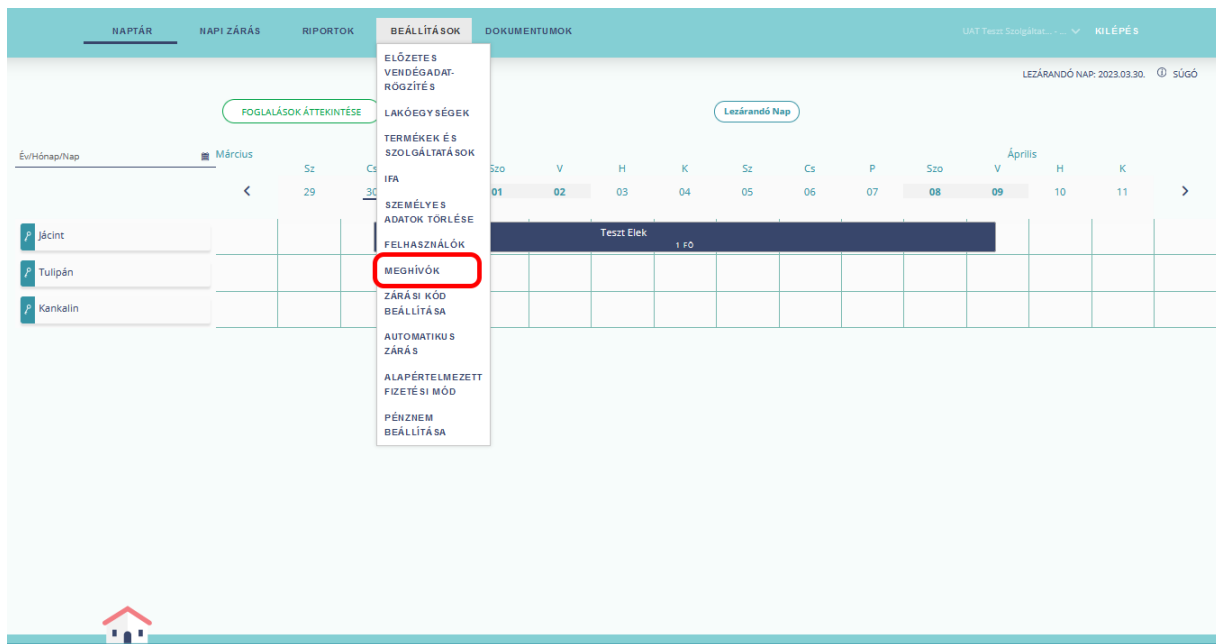 NAPTÁR NAPI ZÁRÁS RIPORTOK BEÁLLÍTÁSOK DOKUMENTUMOK UAT Teszt Szolgáltat... - ... KILÉPÉS
LEZÁRANDÓ NAP: 2023.03.30. SÚGÓ
FOGLALÁSOK ÁTTEKINTÉSE
Lezárandó Nap
ELŐZETES
VENDÉGADAT-
RÖGZÍTÉS
LAKÓEGYSÉGEK
TERMÉKEK ÉS
SZOLGÁLTATÁSOK
IFA
SZEMÉLYES
ADATOK TÖRLÉSE
FELHASZNÁLÓK
MEGHÍVÓK
ZÁRÁSI KÓD
BEÁLLÍTÁSA
AUTOMATIKUS
ZÁRÁS
ALAPÉRTELMEZETT
FIZETÉSI MÓD
PÉNZNEM
BEÁLLÍTÁSA
Év/Hónap/Nap
Március Április
Sz Cs Szo V H K Sz Cs P Szo V H K
29 30 01 02 03 04 05 06 07 08 09 10 11
Jácint
Teszt Elek
1 FŐ
Tulipán
Kankalin